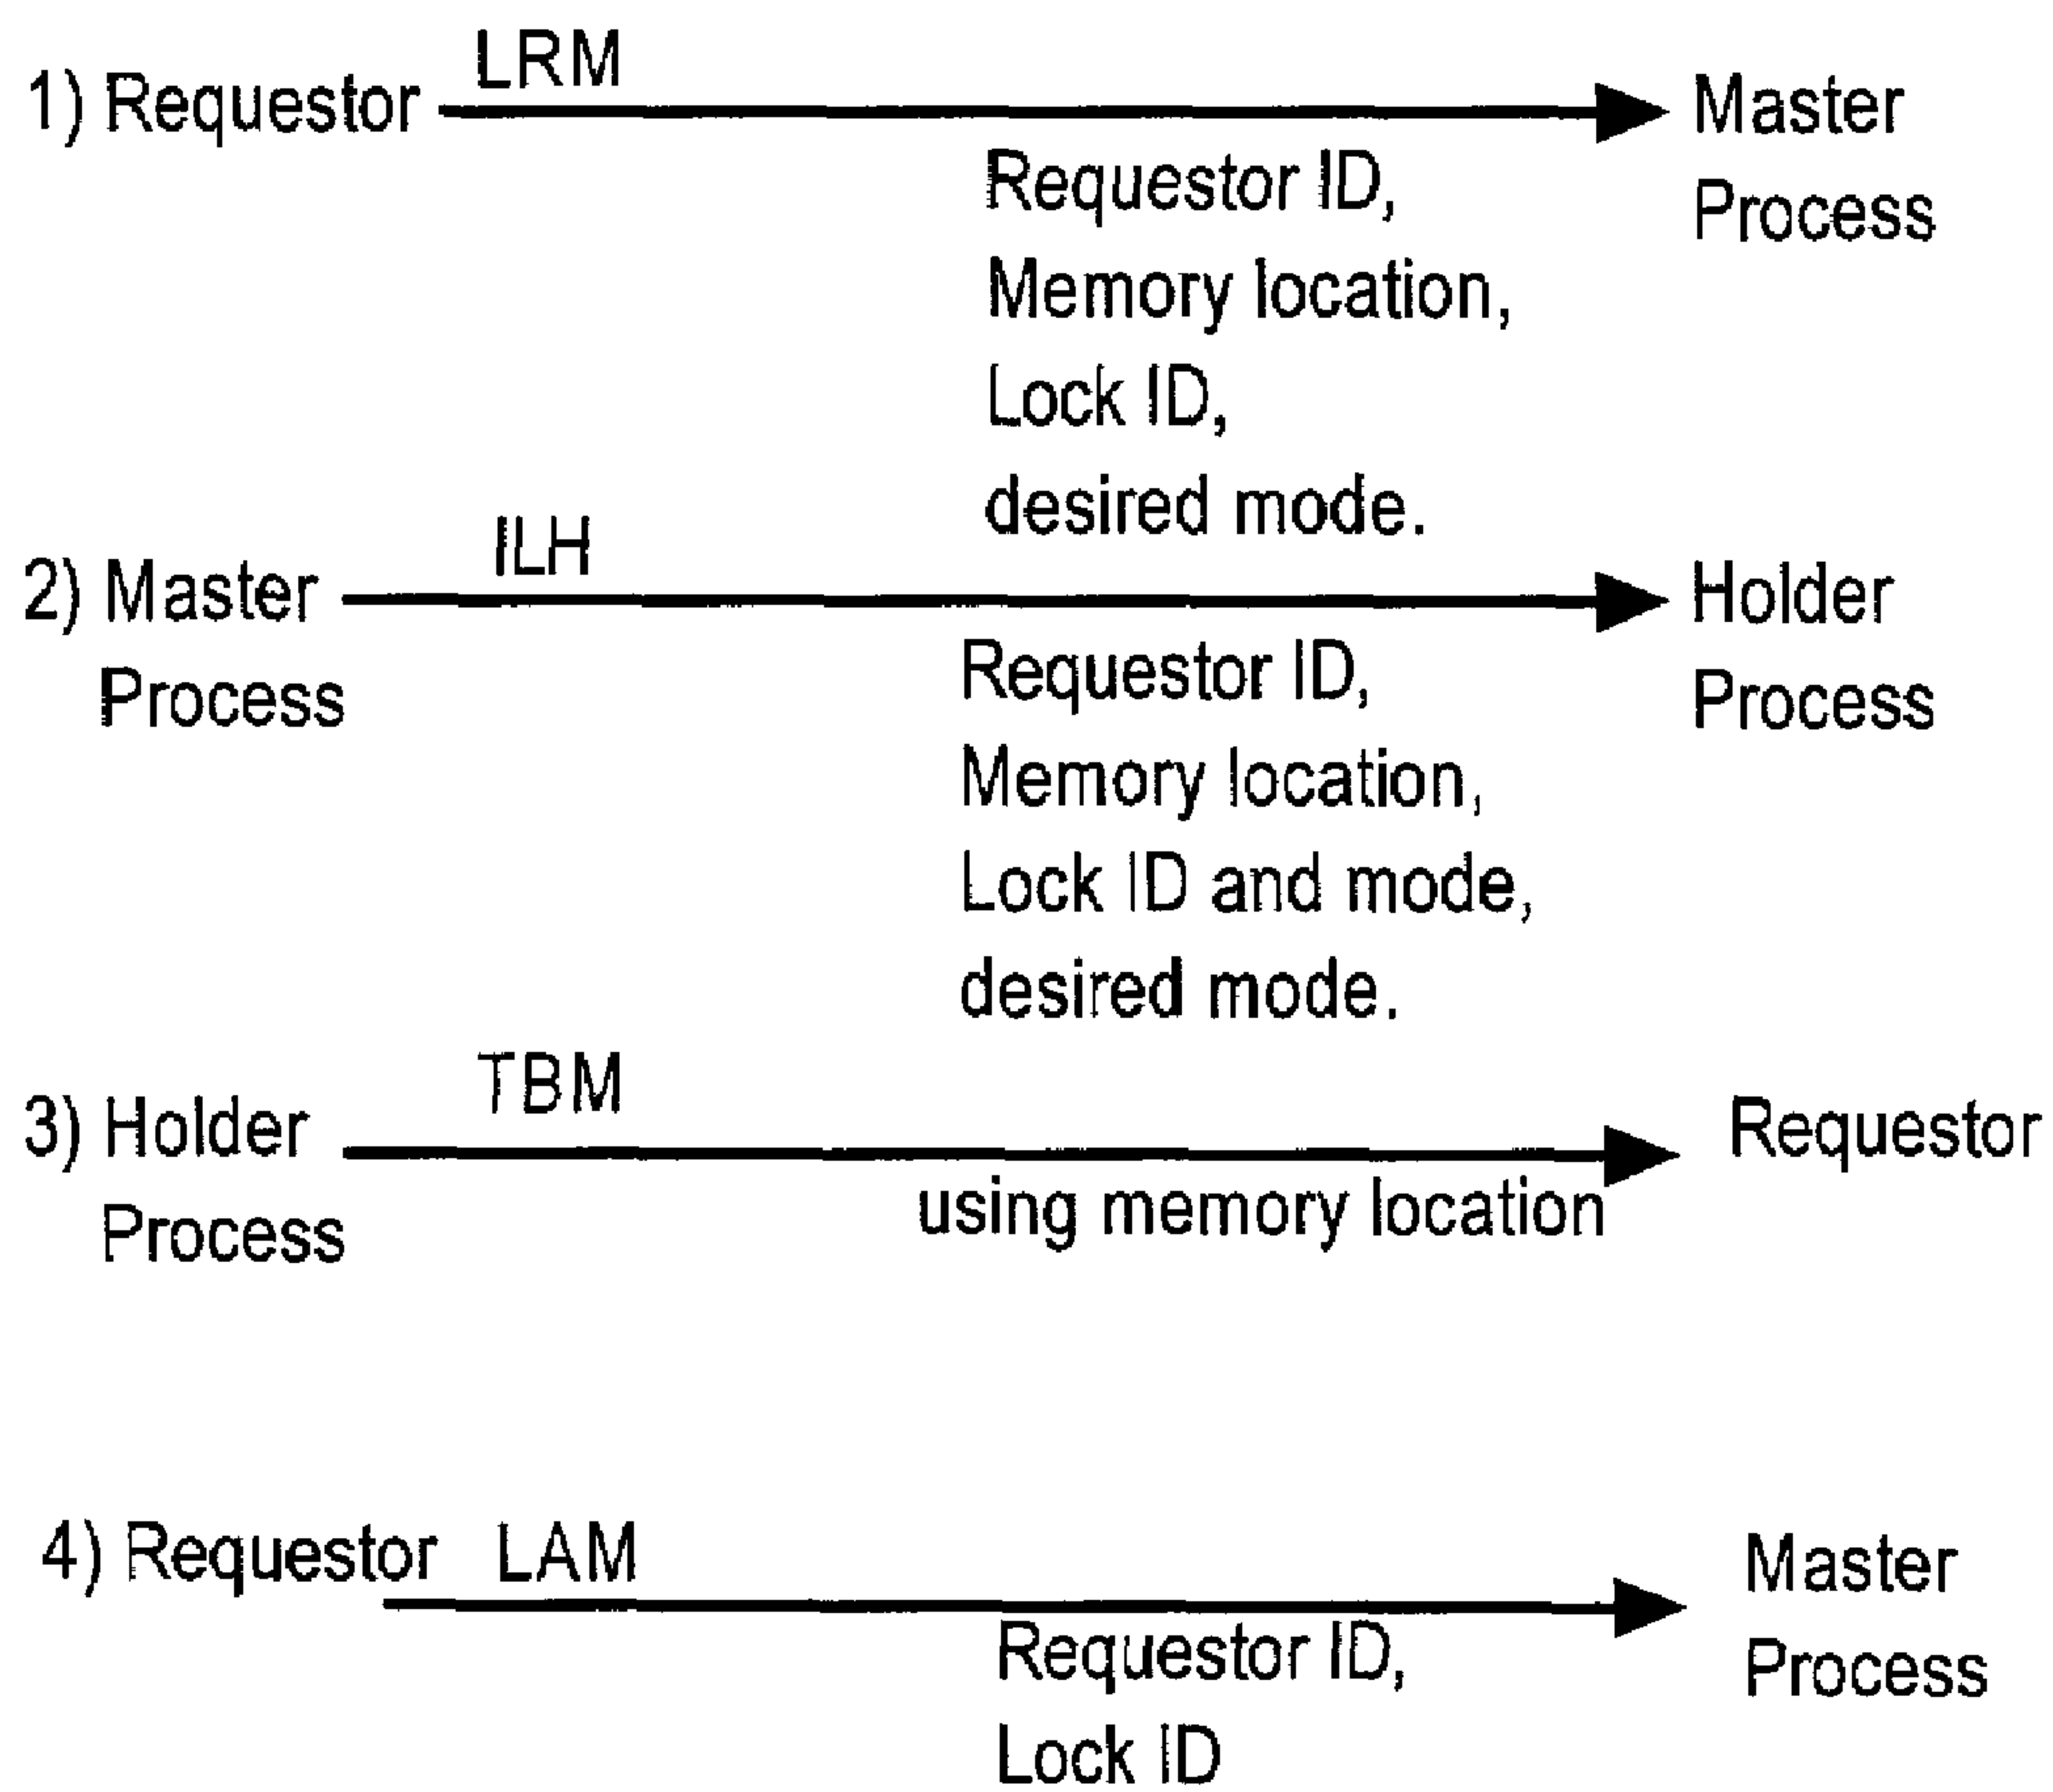 LRM
1) Requestor
Master
Process
Requestor ID,
Memory location,
Lock ID,
desired mode.
ILH
2) Master
Process
Holder
Process
Requestor ID,
Memory location,
Lock ID and mode,
desired mode.
TBM
3) Holder
Process
Requestor
using memory location
4) Requestor
LAM
Master
Process
Requestor ID,
Lock ID